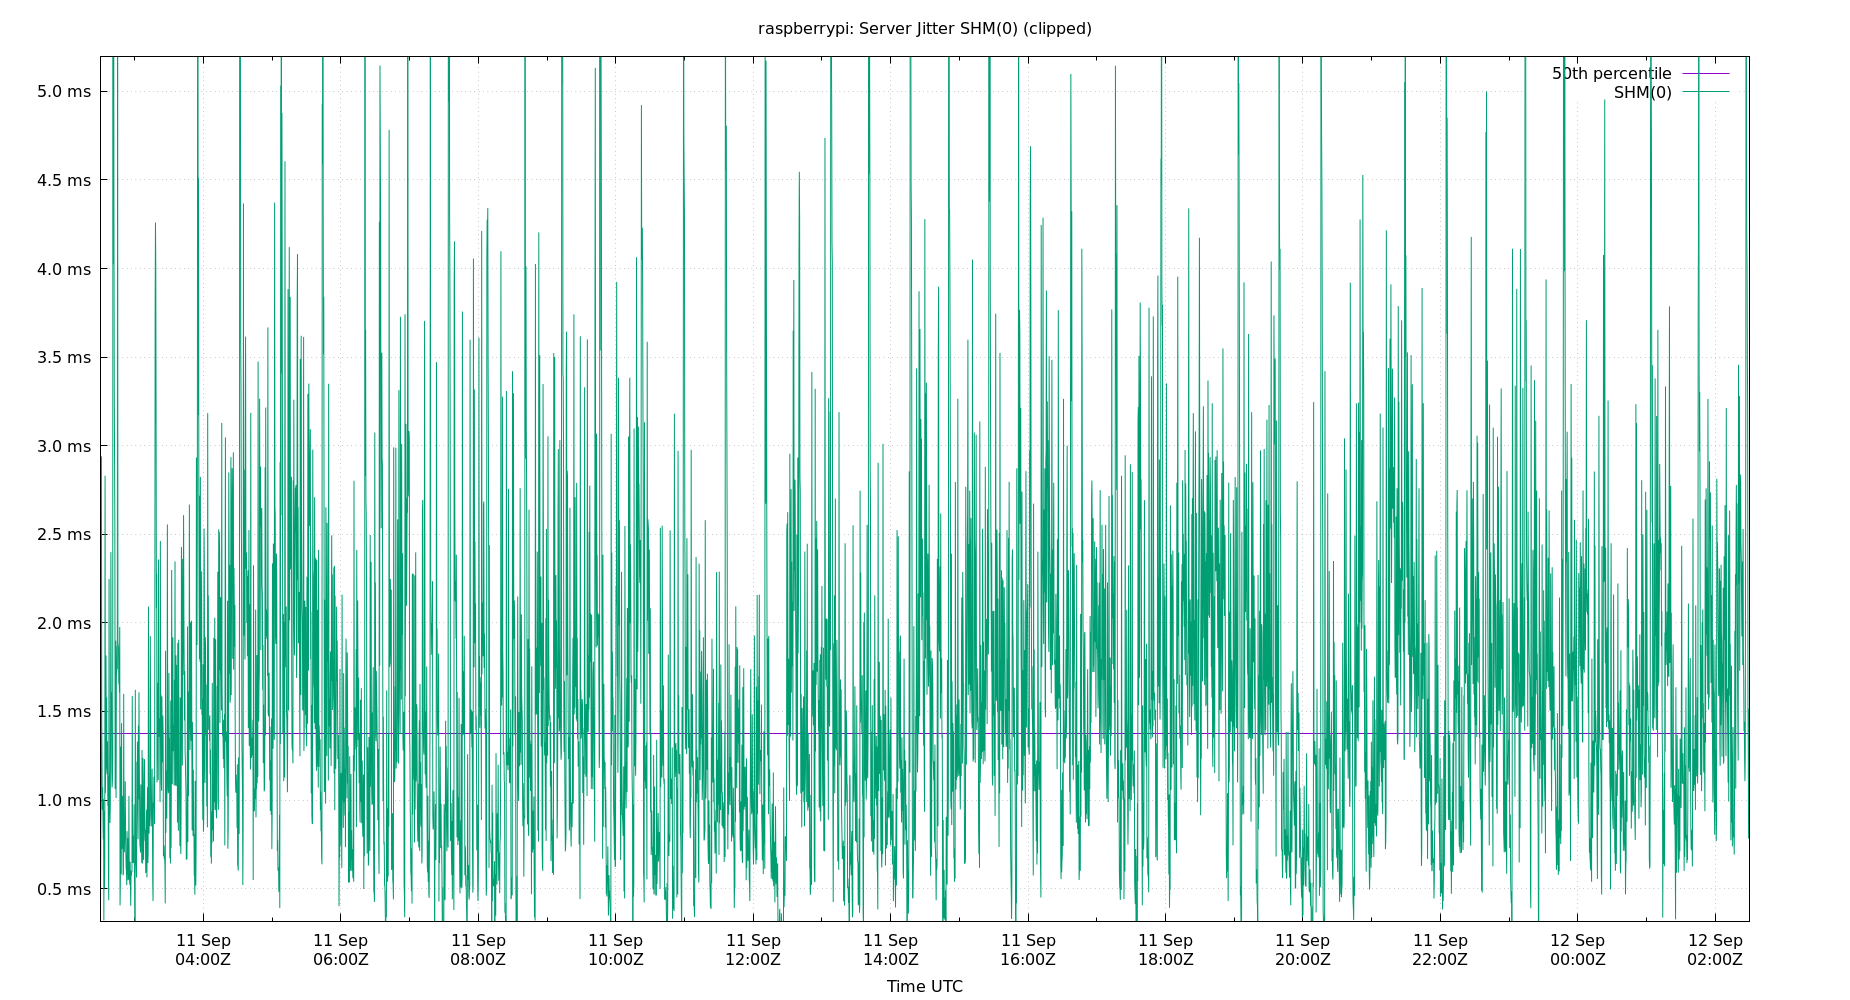 raspberrypi: Server Jitter SHM(0) (clipped)
50th percentile
SHM(0)
5.0 ms
4.5 ms
4.0 ms
3.5 ms
3.0 ms
2.5 ms
2.0 ms
1.5 ms
1.0 ms
0.5 ms
11 Sep 11 Sep 11 Sep 11 Sep 11 Sep 11 Sep 11 Sep 11 Sep 11 Sep 11 Sep 12 Sep 12 Sep
04:00Z 06:00Z 08:00Z 10:00Z 12:00Z 14:00Z 16:00Z 18:00Z 20:00Z 22:00Z 00:00Z 02:00Z
Time UTC